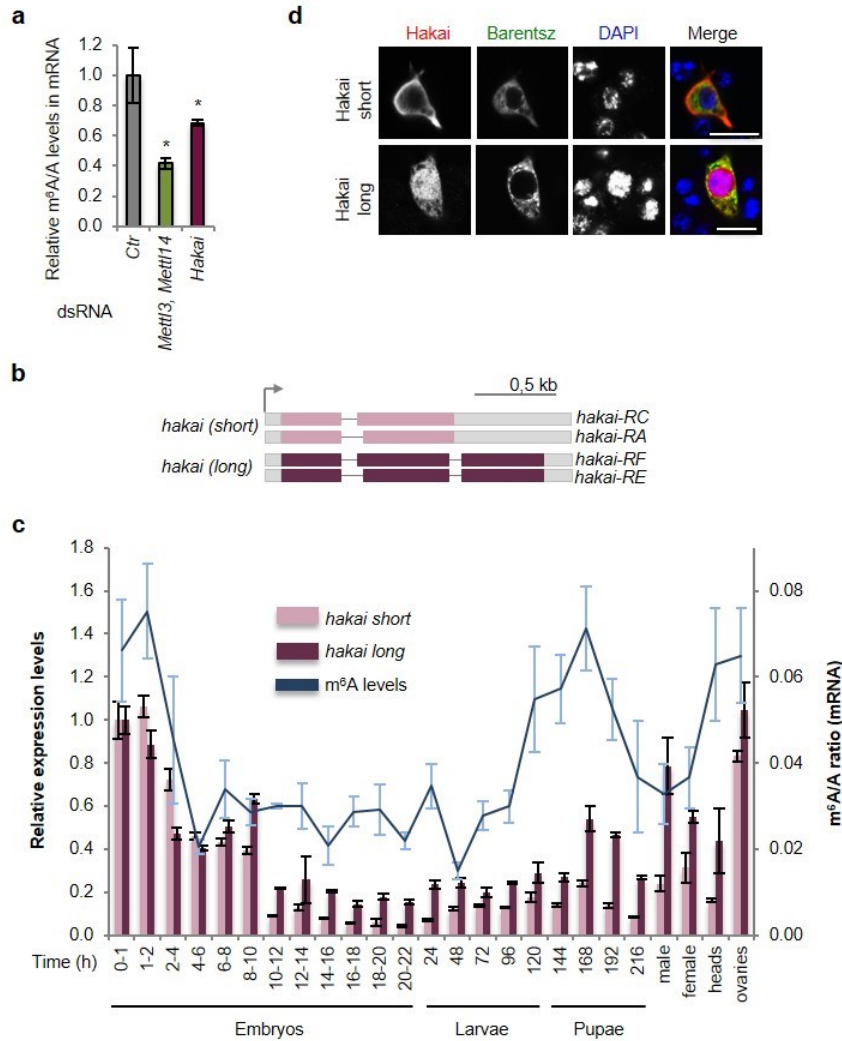 a
Relative m⁶A/A levels in mRNA
1.2
1.0
0.8
0.6
0.4
0.2
0.0
*
*
Ctr
Mettl3, Mettl14
Hakai
dsRNA
d
Hakai
Barentsz
DAPI
Merge
Hakai
short
Hakai
long
b
0,5 kb
hakai (short)
hakai-RC
hakai-RA
hakai (long)
hakai-RF
hakai-RE
c
Relative expression levels
1.8
1.6
1.4
1.2
1.0
0.8
0.6
0.4
0.2
0.0
hakai short
hakai long
m⁶A levels
0.08
0.06
0.04
0.02
0.00
m⁶A/A ratio (mRNA)
Time (h)
0-1
1-2
2-4
4-6
6-8
8-10
10-12
12-14
14-16
16-18
18-20
20-22
24
48
72
96
120
144
168
192
216
male
female
heads
ovaries
Embryos
Larvae
Pupae